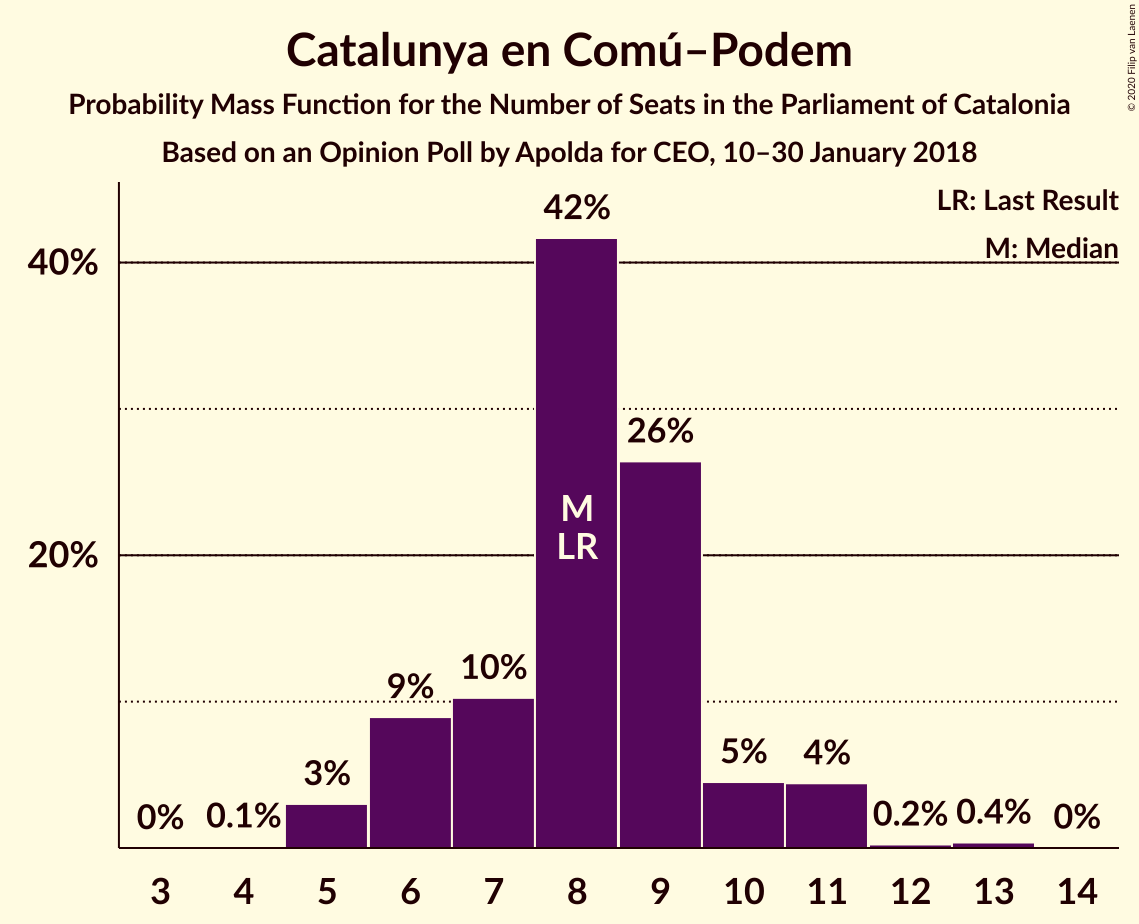 Catalunya en Comú–Podem
Probability Mass Function for the Number of Seats in the Parliament of Catalonia
Based on an Opinion Poll by Apolda for CEO, 10–30 January 2018
© 2020 Filip van Laenen
LR: Last Result
M: Median
40%
20%
0%
0.1%
3%
9%
10%
42%
M
LR
26%
5%
4%
0.2%
0.4%
0%
3 4 5 6 7 8 9 10 11 12 13 14